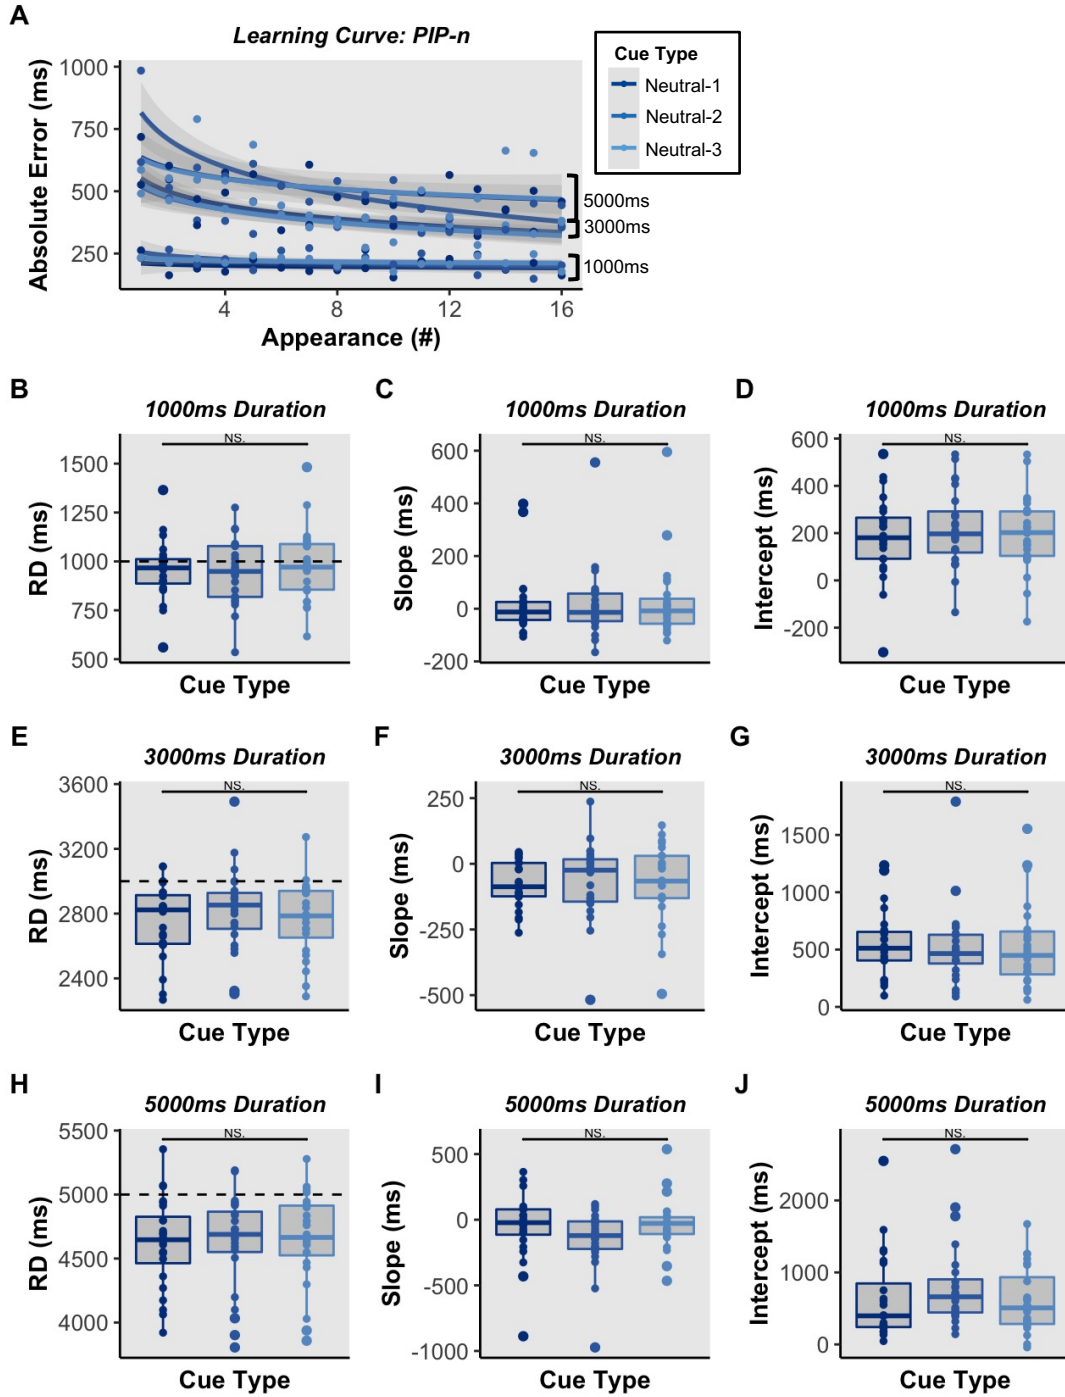 A
Learning Curve: PIP-n
Cue Type
Neutral-1
Neutral-2
Neutral-3
Absolute Error (ms)
1000
750
500
250
5000ms
3000ms
1000ms
4 8 12 16
Appearance (#)
B
1000ms Duration
NS.
RD (ms)
1500
1250
1000
750
500
Cue Type
C
1000ms Duration
NS.
Slope (ms)
600
400
200
0
-200
Cue Type
D
1000ms Duration
NS.
Intercept (ms)
600
400
200
0
-200
Cue Type
E
3000ms Duration
NS.
RD (ms)
3600
3200
2800
2400
Cue Type
F
3000ms Duration
NS.
Slope (ms)
250
0
-250
-500
Cue Type
G
3000ms Duration
NS.
Intercept (ms)
1500
1000
500
0
Cue Type
H
5000ms Duration
NS.
RD (ms)
5500
5000
4500
4000
Cue Type
I
5000ms Duration
NS.
Slope (ms)
500
0
-500
-1000
Cue Type
J
5000ms Duration
NS.
Intercept (ms)
2000
1000
0
Cue Type